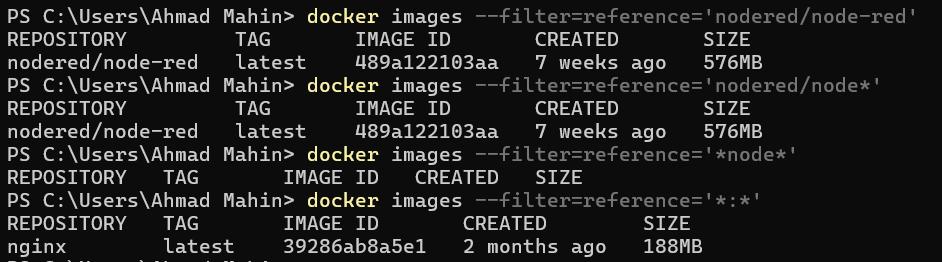 PS C:\Users\Ahmad Mahin> docker images --filter=reference='nodered/node-red'
REPOSITORY TAG IMAGE ID CREATED SIZE
nodered/node-red latest 489a122103aa 7 weeks ago 576MB
PS C:\Users\Ahmad Mahin> docker images --filter=reference='nodered/node*'
REPOSITORY TAG IMAGE ID CREATED SIZE
nodered/node-red latest 489a122103aa 7 weeks ago 576MB
PS C:\Users\Ahmad Mahin> docker images --filter=reference='*node*'
REPOSITORY TAG IMAGE ID CREATED SIZE
PS C:\Users\Ahmad Mahin> docker images --filter=reference='*:*'
REPOSITORY TAG IMAGE ID CREATED SIZE
nginx latest 39286ab8a5e1 2 months ago 188MB